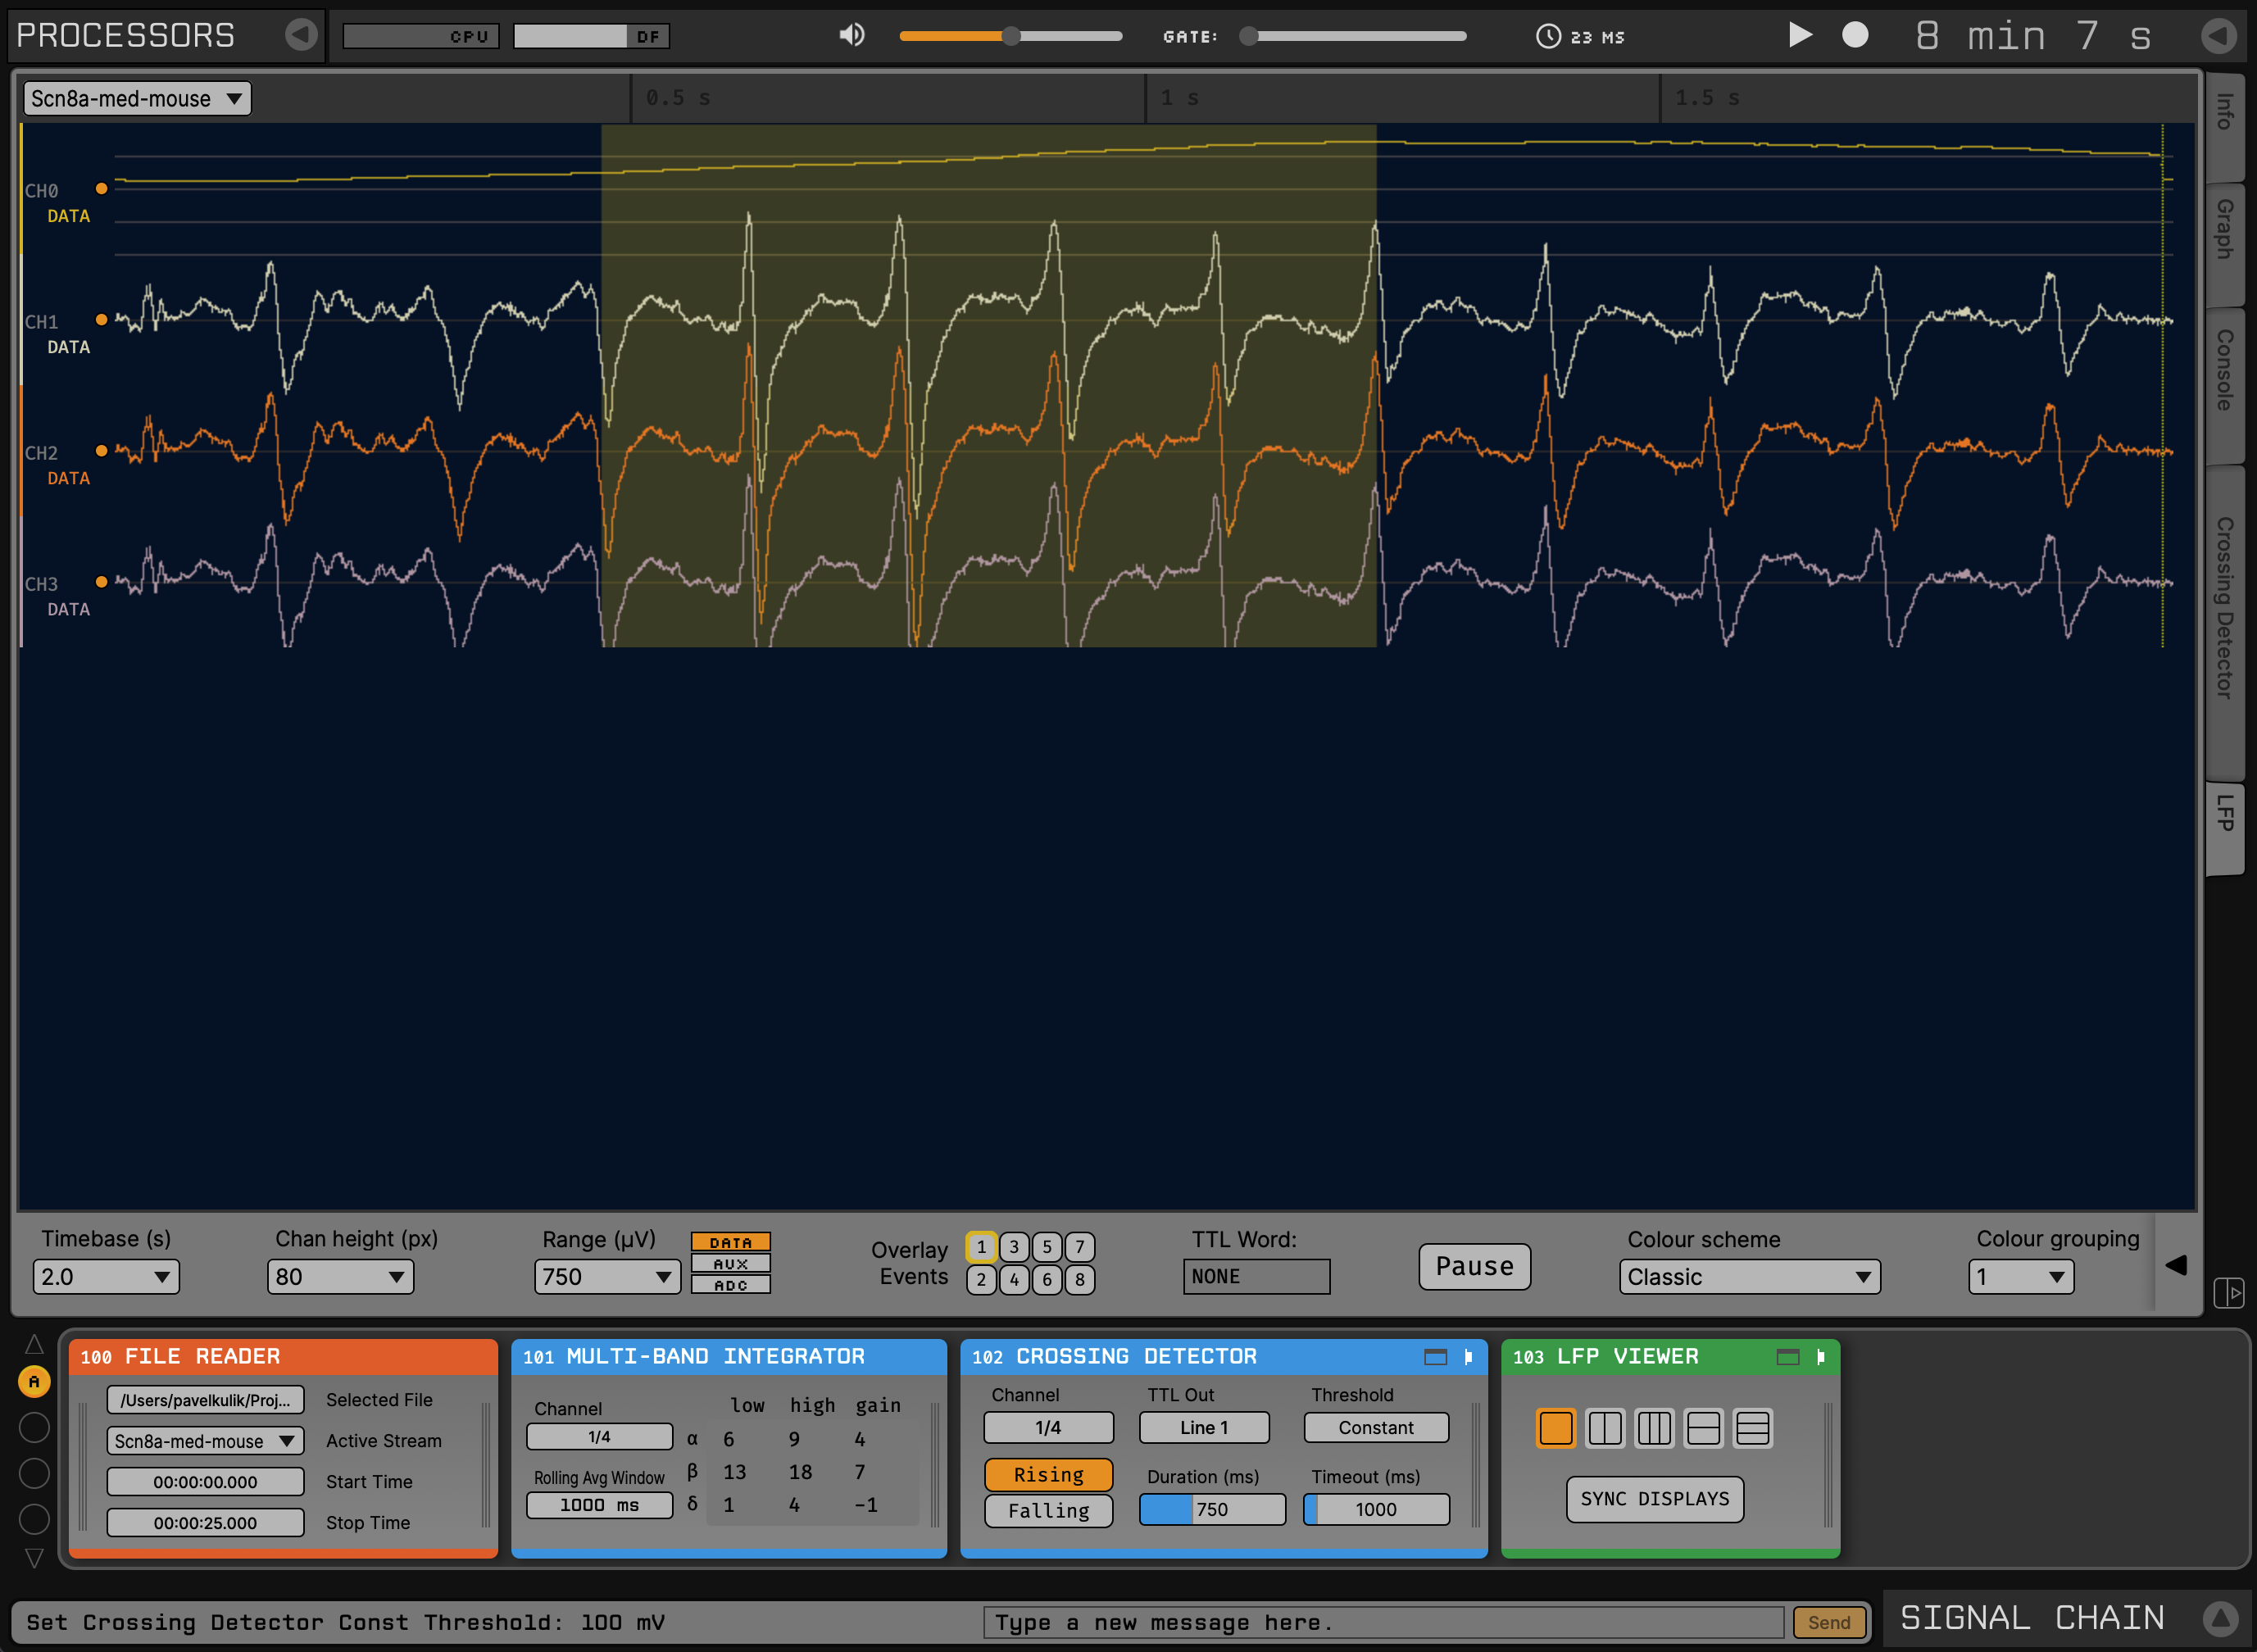 PROCESSORS
CPU
DF
GATE:
23 MS
8 min 7 s
Scn8a-med-mouse
0.5 s
1 s
1.5 s
CH0
DATA
CH1
DATA
CH2
DATA
CH3
DATA
Info
Graph
Console
Crossing Detector
LFP
Timebase (s)
2.0
Chan height (px)
80
Range (µV)
750
DATA
AUX
ADC
Overlay
Events
1 3 5 7
2 4 6 8
TTL Word:
NONE
Pause
Colour scheme
Classic
Colour grouping
1
A
100 FILE READER
/Users/pavelkulik/Proj... Selected File
Scn8a-med-mouse Active Stream
00:00:00.000 Start Time
00:00:25.000 Stop Time
101 MULTI-BAND INTEGRATOR
Channel
1/4
Rolling Avg Window
1000 ms
low high gain
α 6 9 4
β 13 18 7
δ 1 4 -1
102 CROSSING DETECTOR
Channel TTL Out Threshold
1/4 Line 1 Constant
Rising
Falling
Duration (ms) Timeout (ms)
750 1000
103 LFP VIEWER
SYNC DISPLAYS
Set Crossing Detector Const Threshold: 100 mV
Type a new message here.
Send
SIGNAL CHAIN